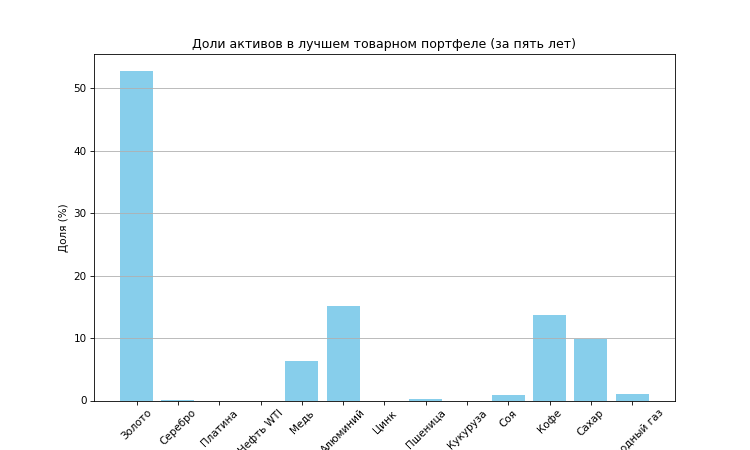 Доли активов в лучшем товарном портфеле (за пять лет)
Доля (%)
50
40
30
20
10
0
Золото
Серебро
Платина
Нефть WTI
Медь
Алюминий
Цинк
Пшеница
Кукуруза
Соя
Кофе
Сахар
газ